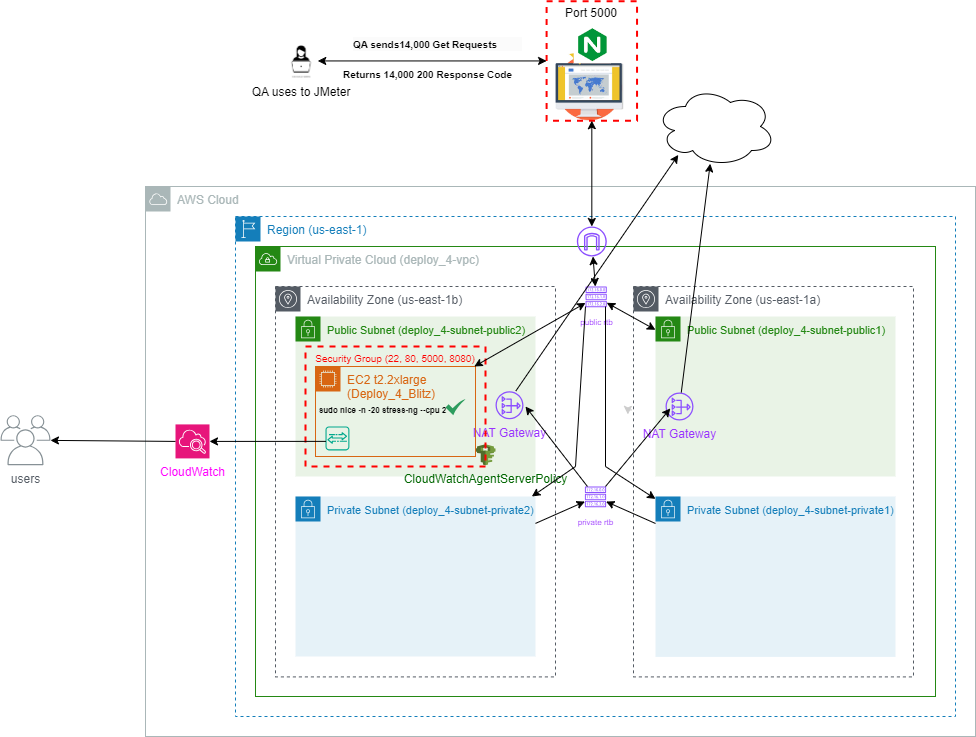 Port 5000
N
QA sends14,000 Get Requests
Returns 14,000 200 Response Code
QA uses to JMeter
AWS Cloud
Region (us-east-1)
Virtual Private Cloud (deploy_4-vpc)
Availability Zone (us-east-1b)
Availability Zone (us-east-1a)
public rtb
Public Subnet (deploy_4-subnet-public2)
Public Subnet (deploy_4-subnet-public1)
Security Group (22, 80, 5000, 8080)
EC2 t2.2xlarge
(Deploy_4_Blitz)
sudo nice -n -20 stress-ng --cpu 2
NAT Gateway
NAT Gateway
CloudWatch
users
CloudWatchAgentServerPolicy
Private Subnet (deploy_4-subnet-private2)
Private Subnet (deploy_4-subnet-private1)
private rtb